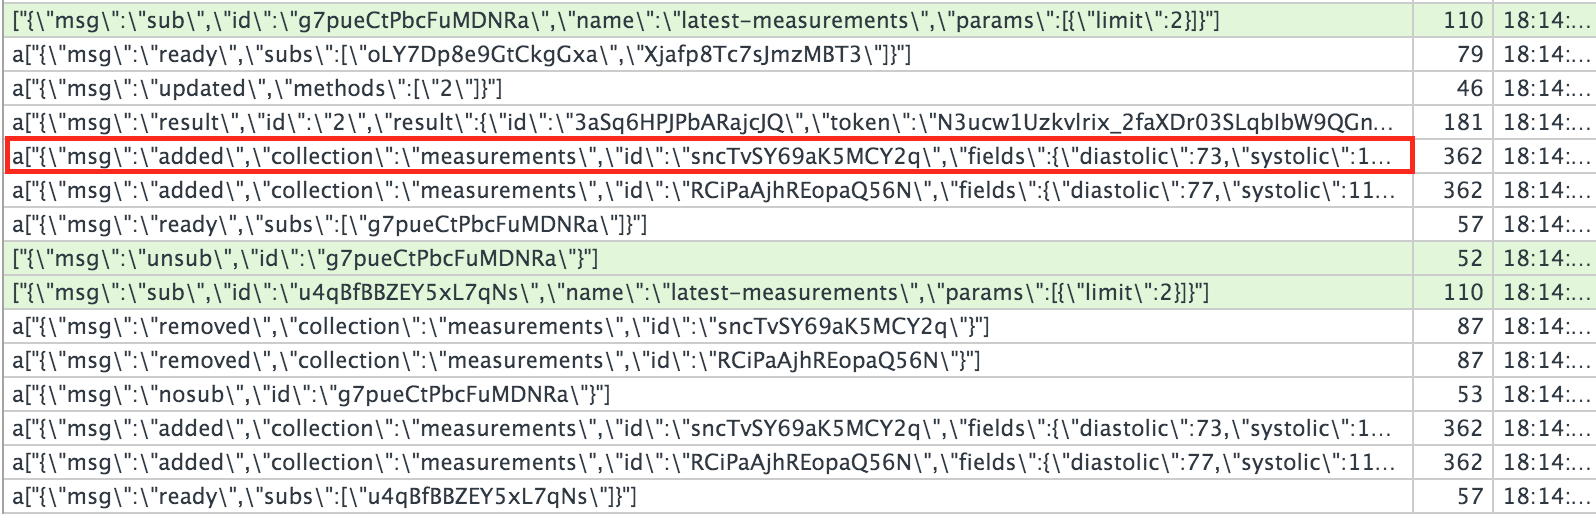 ["{\"msg\":\"sub\",\"id\":\"g7pueCtPbcFuMDNRa\",\"name\":\"latest-measurements\",\"params\":[{\"limit\":2}]}"] 110 18:14:...
a["{\"msg\":\"ready\",\"subs\":[\"oLY7Dp8e9GtCkgGxa\",\"Xjafp8Tc7sJmzMBT3\"]}"] 79 18:14:...
a["{\"msg\":\"updated\",\"methods\":[\"2\"]}"] 46 18:14:...
a["{\"msg\":\"result\",\"id\":\"2\",\"result\":{\"id\":\"3aSq6HPJPbARajcJQ\",\"token\":\"N3ucw1UzkvIrix_2faXDr03SLqbIbW9QGn... 181 18:14:...
a["{\"msg\":\"added\",\"collection\":\"measurements\",\"id\":\"sncTvSY69aK5MCY2q\",\"fields\":{\"diastolic\":73,\"systolic\":1... 362 18:14:...
a["{\"msg\":\"added\",\"collection\":\"measurements\",\"id\":\"RCiPaAjhREopaQ56N\",\"fields\":{\"diastolic\":77,\"systolic\":11... 362 18:14:...
a["{\"msg\":\"ready\",\"subs\":[\"g7pueCtPbcFuMDNRa\"]}"] 57 18:14:...
["{\"msg\":\"unsub\",\"id\":\"g7pueCtPbcFuMDNRa\"}"] 52 18:14:...
["{\"msg\":\"sub\",\"id\":\"u4qBfBBZEY5xL7qNs\",\"name\":\"latest-measurements\",\"params\":[{\"limit\":2}]}"] 110 18:14:...
a["{\"msg\":\"removed\",\"collection\":\"measurements\",\"id\":\"sncTvSY69aK5MCY2q\"}"] 87 18:14:...
a["{\"msg\":\"removed\",\"collection\":\"measurements\",\"id\":\"RCiPaAjhREopaQ56N\"}"] 87 18:14:...
a["{\"msg\":\"nosub\",\"id\":\"g7pueCtPbcFuMDNRa\"}"] 53 18:14:...
a["{\"msg\":\"added\",\"collection\":\"measurements\",\"id\":\"sncTvSY69aK5MCY2q\",\"fields\":{\"diastolic\":73,\"systolic\":1... 362 18:14:...
a["{\"msg\":\"added\",\"collection\":\"measurements\",\"id\":\"RCiPaAjhREopaQ56N\",\"fields\":{\"diastolic\":77,\"systolic\":11... 362 18:14:...
a["{\"msg\":\"ready\",\"subs\":[\"u4qBfBBZEY5xL7qNs\"]}"] 57 18:14:...